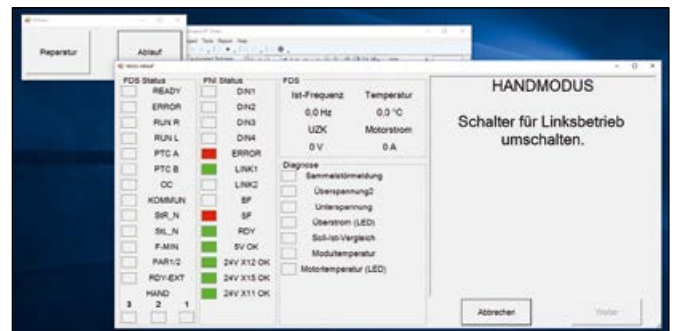 Reparatur
Ablauf
FDS Status
READY
ERROR
RUN R
RUN L
PTC A
PTC B
OC
KOMMUN
StR_N
StL_N
F-MIN
PAR1/2
RDY-EXT
HAND
3 2 1
PNI Status
DIN1
DIN2
DIN3
DIN4
ERROR
LINK1
LINK2
BF
SF
RDY
5V OK
24V X12 OK
24V X15 OK
24V X11 OK
FDS
Ist-Frequenz Temperatur
0,0 Hz 0,0 °C
UZK Motorstrom
0 V 0 A
Diagnose
Sammelstörmeldung
Überspannung2
Unterspannung
Überstrom (LED)
Soll-Ist-Vergleich
Modultemperatur
Motortemperatur (LED)
HANDMODUS
Schalter für Linksbetrieb
umschalten.
Abbrechen
Weiter